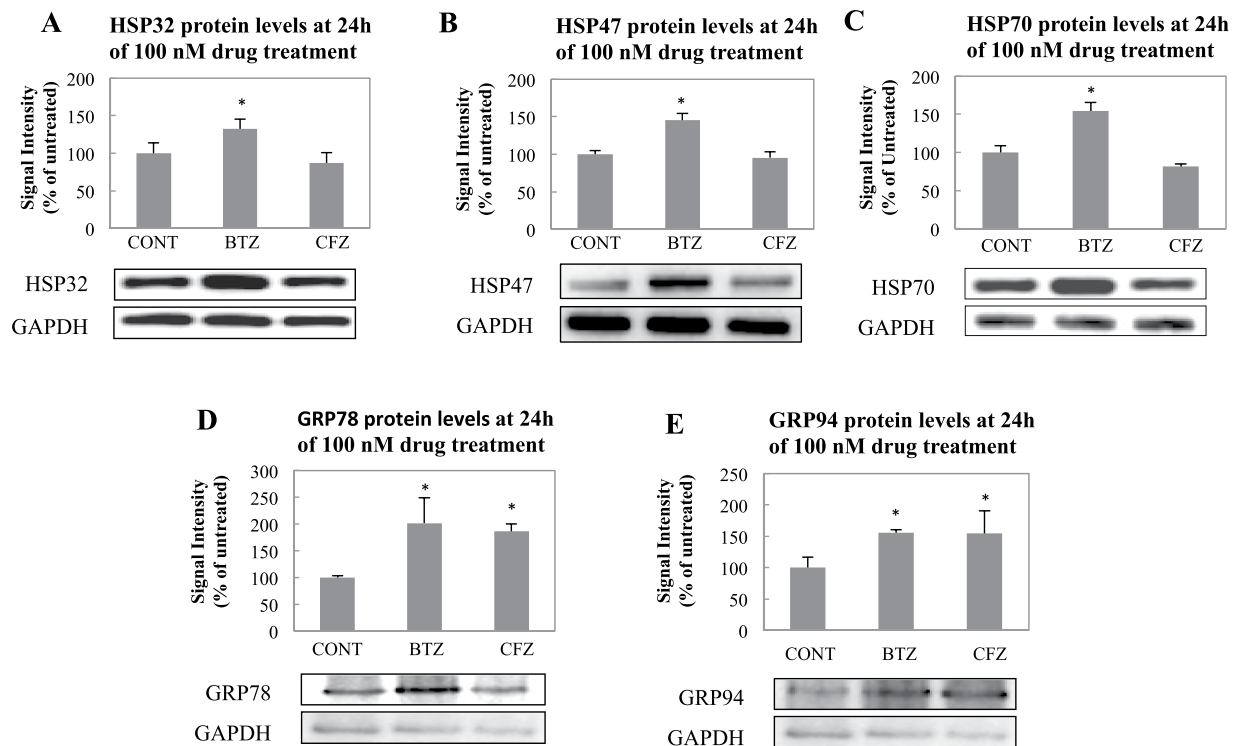 A
HSP32 protein levels at 24h
of 100 nM drug treatment
Signal Intensity
(% of untreated)
200
150
100
50
0
*
CONT BTZ CFZ
HSP32
GAPDH
B
HSP47 protein levels at 24h
of 100 nM drug treatment
Signal Intensity
(% of untreated)
200
150
100
50
0
*
CONT BTZ CFZ
HSP47
GAPDH
C
HSP70 protein levels at 24h
of 100 nM drug treatment
Signal Intensity
(% of Untreated)
200
150
100
50
0
*
CONT BTZ CFZ
HSP70
GAPDH
D
GRP78 protein levels at 24h
of 100 nM drug treatment
Signal Intensity
(% of untreated)
300
250
200
150
100
50
0
* *
CONT BTZ CFZ
GRP78
GAPDH
E
GRP94 protein levels at 24h
of 100 nM drug treatment
Signal Intensity
(% of untreated)
250
200
150
100
50
0
* *
CONT BTZ CFZ
GRP94
GAPDH